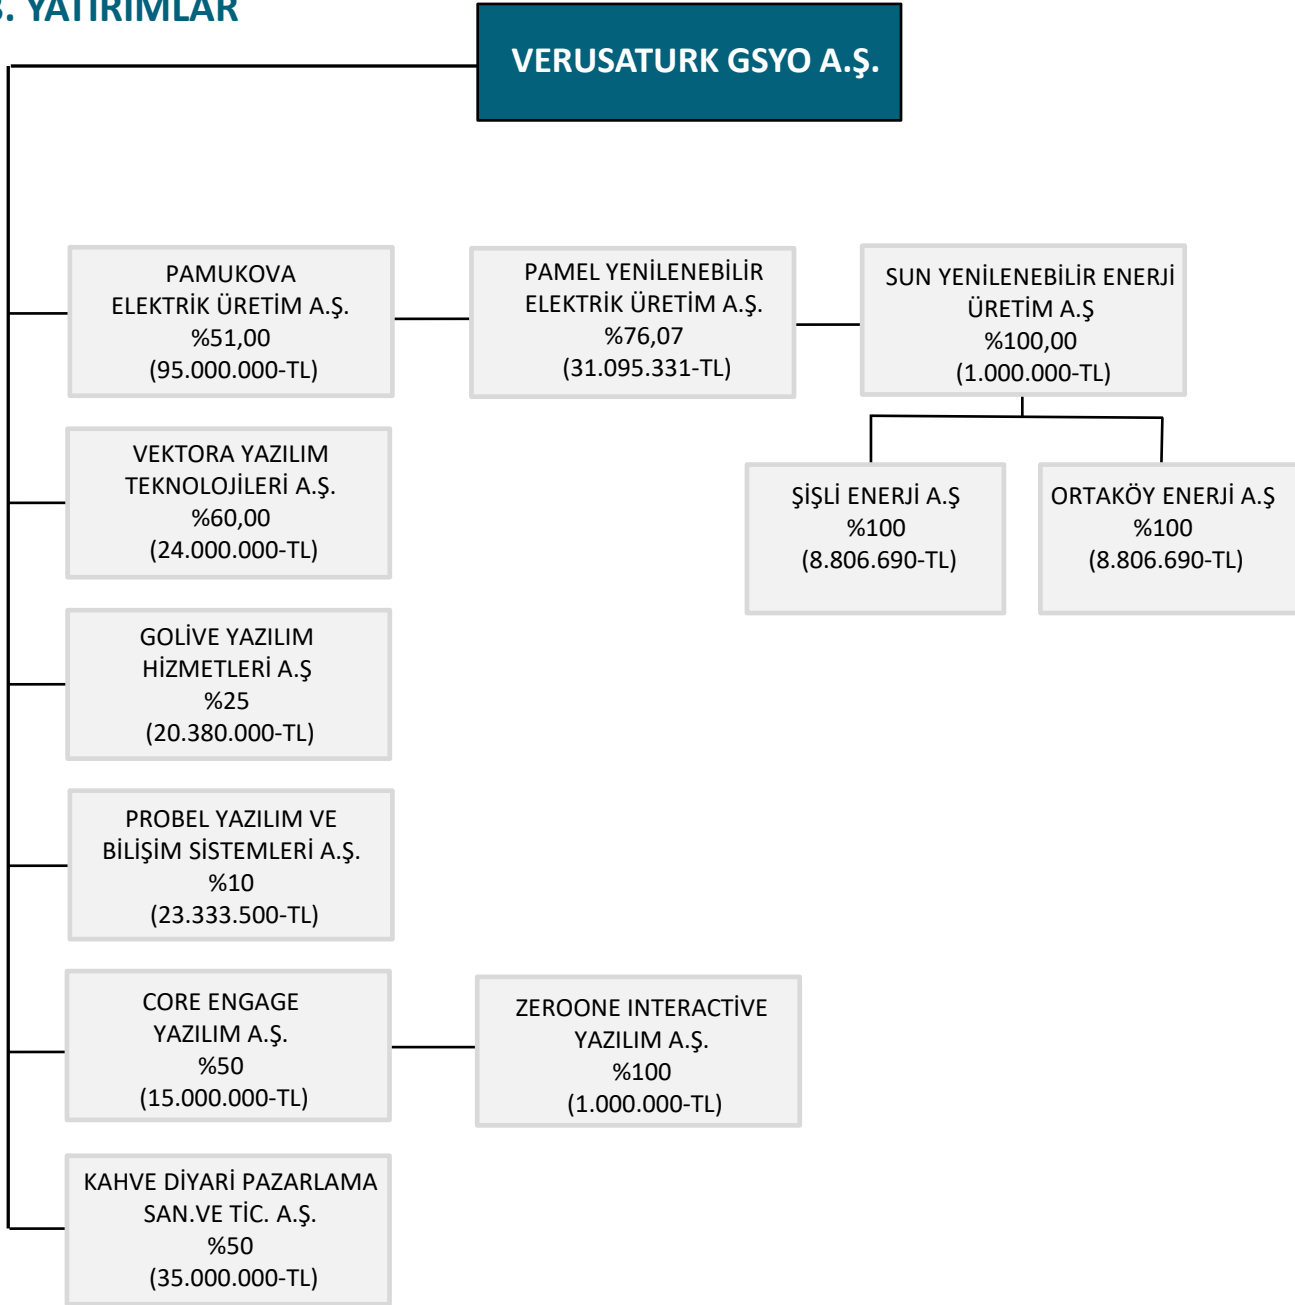 3. YATIRIMLAR
VERUSATURK GSYO A.Ş.
PAMUKOVA
ELEKTRİK ÜRETİM A.Ş.
%51,00
(95.000.000-TL)
PAMEL YENİLENEBİLİR
ELEKTRİK ÜRETİM A.Ş.
%76,07
(31.095.331-TL)
SUN YENİLENEBİLİR ENERJİ
ÜRETİM A.Ş
%100,00
(1.000.000-TL)
VEKTORA YAZILIM
TEKNOLOJİLERİ A.Ş.
%60,00
(24.000.000-TL)
ŞİŞLİ ENERJİ A.Ş
%100
(8.806.690-TL)
ORTAKÖY ENERJİ A.Ş
%100
(8.806.690-TL)
GOLİVE YAZILIM
HİZMETLERİ A.Ş
%25
(20.380.000-TL)
PROBEL YAZILIM VE
BİLİŞİM SİSTEMLERİ A.Ş.
%10
(23.333.500-TL)
CORE ENGAGE
YAZILIM A.Ş.
%50
(15.000.000-TL)
ZEROONE INTERACTİVE
YAZILIM A.Ş.
%100
(1.000.000-TL)
KAHVE DİYARİ PAZARLAMA
SAN.VE TİC. A.Ş.
%50
(35.000.000-TL)